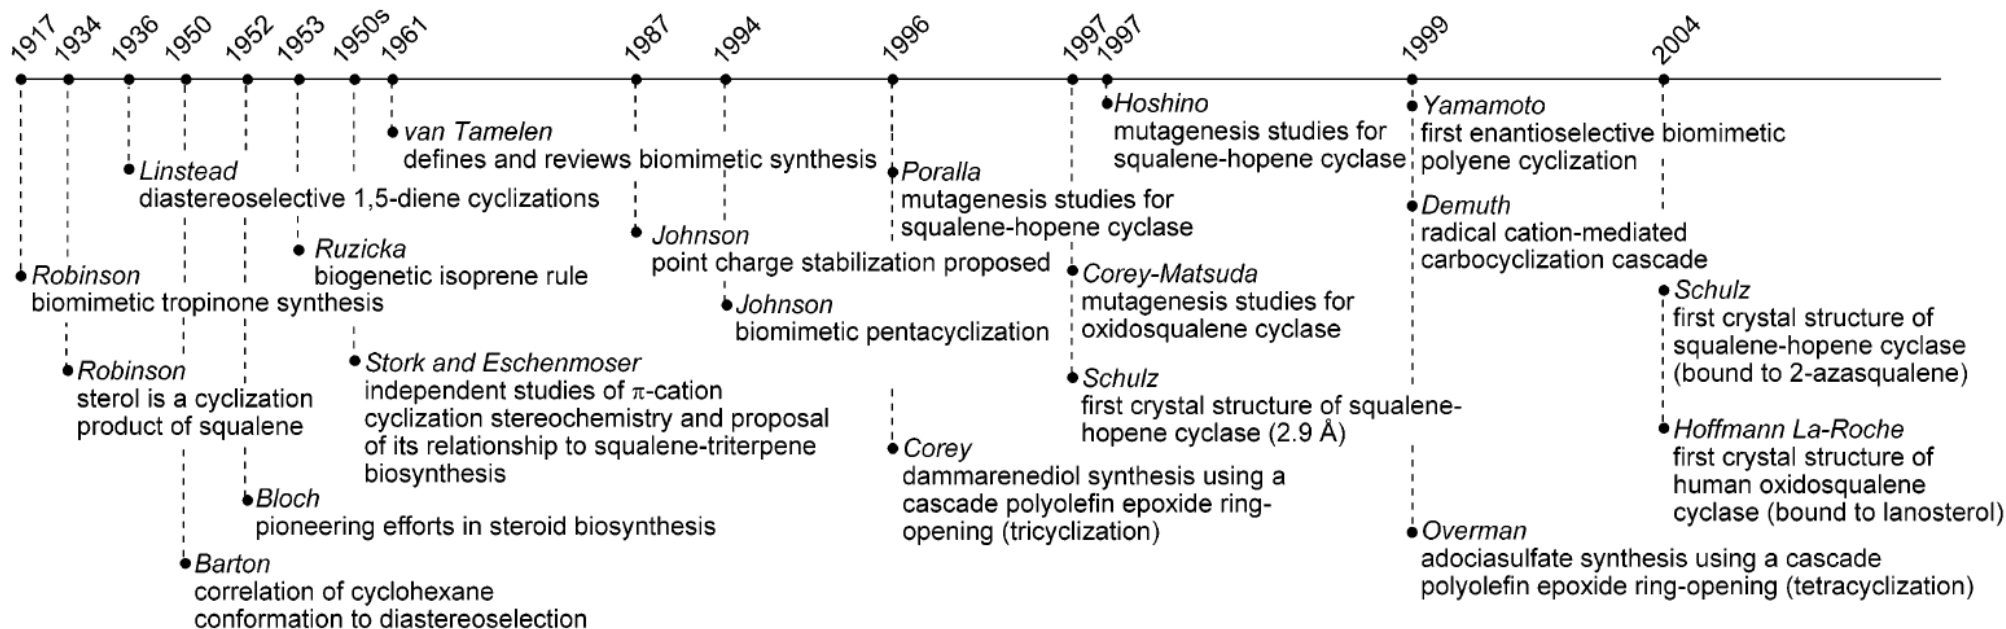 1917
1934
1936
1950
1952
1953
1950s
1961
1987
1994
1996
1997
1997
1999
2004
Robinson
biomimetic tropinone synthesis
Robinson
sterol is a cyclization
product of squalene
Linstead
diastereoselective 1,5-diene cyclizations
Barton
correlation of cyclohexane
conformation to diastereoselection
Bloch
pioneering efforts in steroid biosynthesis
Ruzicka
biogenetic isoprene rule
Stork and Eschenmoser
independent studies of π-cation
cyclization stereochemistry and proposal
of its relationship to squalene-triterpene
biosynthesis
van Tamelen
defines and reviews biomimetic synthesis
Johnson
point charge stabilization proposed
Johnson
biomimetic pentacyclization
Poralla
mutagenesis studies for
squalene-hopene cyclase
Corey
dammarenediol synthesis using a
cascade polyolefin epoxide ring-
opening (tricyclization)
Corey-Matsuda
mutagenesis studies for
oxidosqualene cyclase
Schulz
first crystal structure of squalene-
hopene cyclase (2.9 Å)
Hoshino
mutagenesis studies for
squalene-hopene cyclase
Yamamoto
first enantioselective biomimetic
polyene cyclization
Demuth
radical cation-mediated
carbocyclization cascade
Overman
adociasulfate synthesis using a cascade
polyolefin epoxide ring-opening (tetracyclization)
Schulz
first crystal structure of
squalene-hopene cyclase
(bound to 2-azasqualene)
Hoffmann La-Roche
first crystal structure of
human oxidosqualene
cyclase (bound to lanosterol)